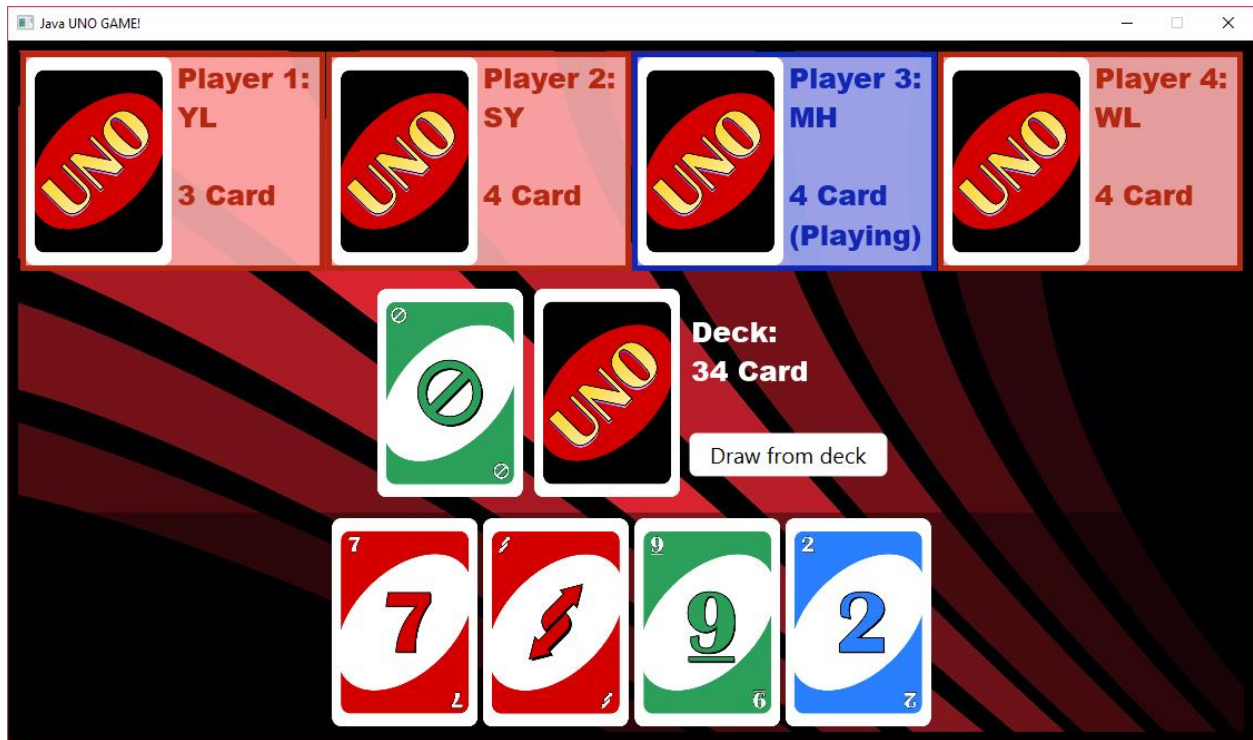 Java UNO GAME!
Player 1:
YL
3 Card
UNO
Player 2:
SY
4 Card
UNO
Player 3:
MH
4 Card
(Playing)
UNO
Player 4:
WL
4 Card
UNO
UNO
Deck:
34 Card
Draw from deck
7
7
7
9
9
9
2
2
2